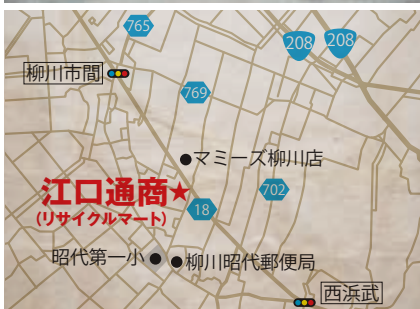 765
208
208
柳川市間
769
マミーズ柳川店
江口通商
(リサイクルマート)
702
18
昭代第一小
柳川昭代郵便局
西浜武